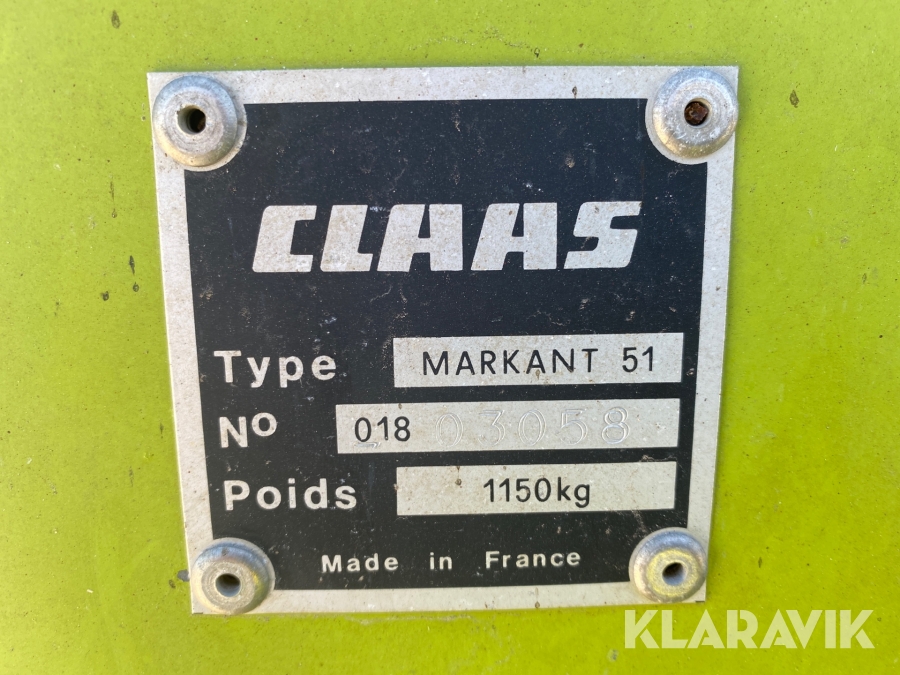 CLAAS
Type MARKANT 51
No 018 03058
Poids 1150kg
Made in France
KLARAVIK